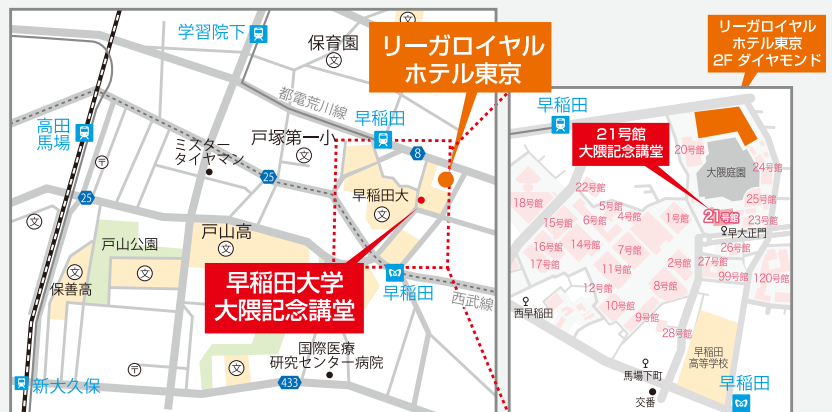 学習院下
保育園
文
文
リーガロイヤル
ホテル東京
都電荒川線
早稲田
高田
馬場
ミスター
タイヤマン
戸塚第一小
文
8
25
25
早稲田大
文
文
戸山公園
戸山高
文
文
文
保善高
早稲田大学
大隈記念講堂
早稲田
西武線
国際医療
研究センター病院
文
433
新大久保
リーガロイヤル
ホテル東京
2F ダイヤモンド
早稲田
21号館
大隈記念講堂
20号館
大隈庭園
24号館
25号館
22号館
18号館
5号館
15号館
6号館
4号館
1号館
21号館
23号館
早大正門
16号館
14号館
7号館
26号館
17号館
11号館
2号館
27号館
99号館
120号館
12号館
8号館
10号館
9号館
西早稲田
28号館
早稲田
高等学校
馬場下町
交番
早稲田